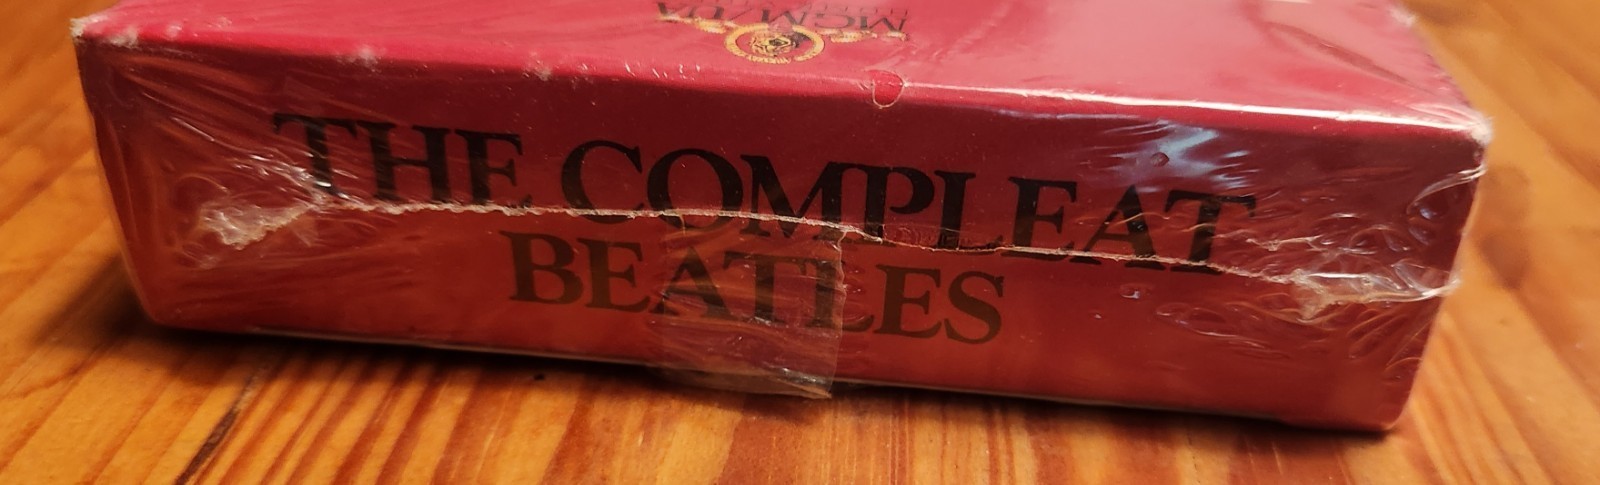 MGM/UA
THE COMPLEAT
BEATLES